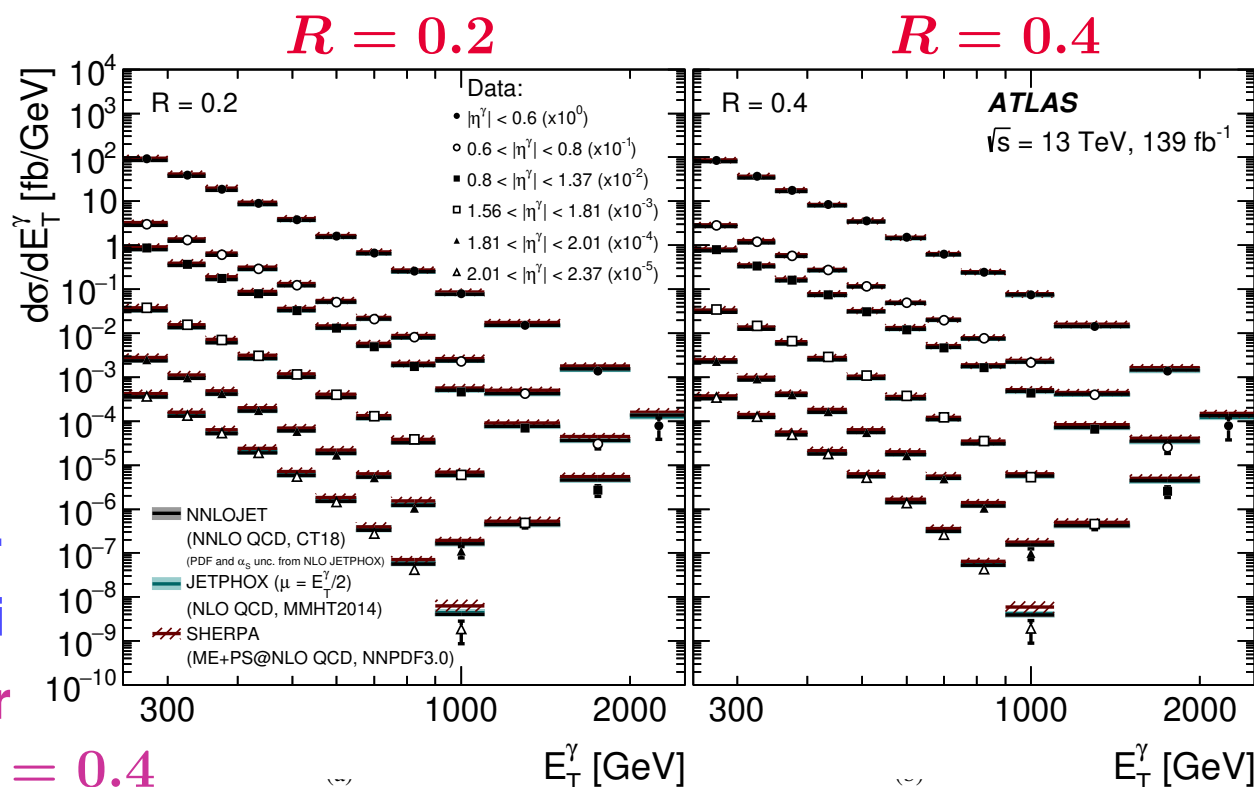 R = 0.2
R = 0.4
dσ/dE_T^γ [fb/GeV]
10^4
10^3
10^2
10
1
10^−1
10^−2
10^−3
10^−4
10^−5
10^−6
10^−7
10^−8
10^−9
10^−10
R = 0.2
Data:
|η^γ| < 0.6 (x10^0)
0.6 < |η^γ| < 0.8 (x10^-1)
0.8 < |η^γ| < 1.37 (x10^-2)
1.56 < |η^γ| < 1.81 (x10^-3)
1.81 < |η^γ| < 2.01 (x10^-4)
2.01 < |η^γ| < 2.37 (x10^-5)
NNLOJET
(NNLO QCD, CT18)
(PDF and α_S unc. from NLO JETPHOX)
JETPHOX (μ = E_T^γ/2)
(NLO QCD, MMHT2014)
SHERPA
(ME+PS@NLO QCD, NNPDF3.0)
300 1000 2000
E_T^γ [GeV]
R = 0.4
ATLAS
√s = 13 TeV, 139 fb^-1
300 1000 2000
E_T^γ [GeV]
r
= 0.4